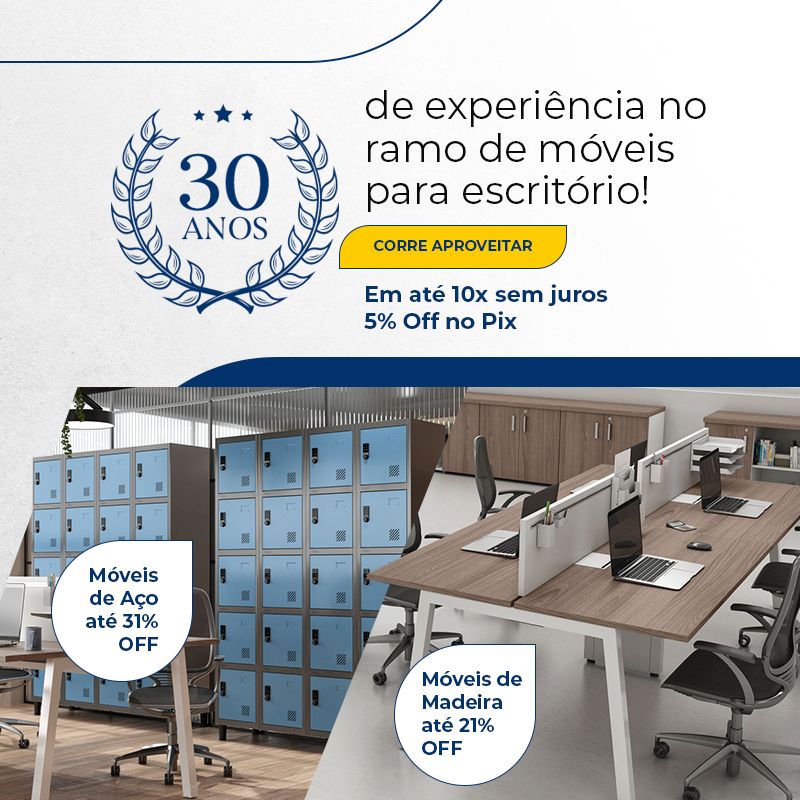 30
ANOS
de experiência no
ramo de móveis
para escritório!
CORRE APROVEITAR
Em até 10x sem juros
5% Off no Pix
Móveis
de Aço
até 31%
OFF
Móveis de
Madeira
até 21%
OFF